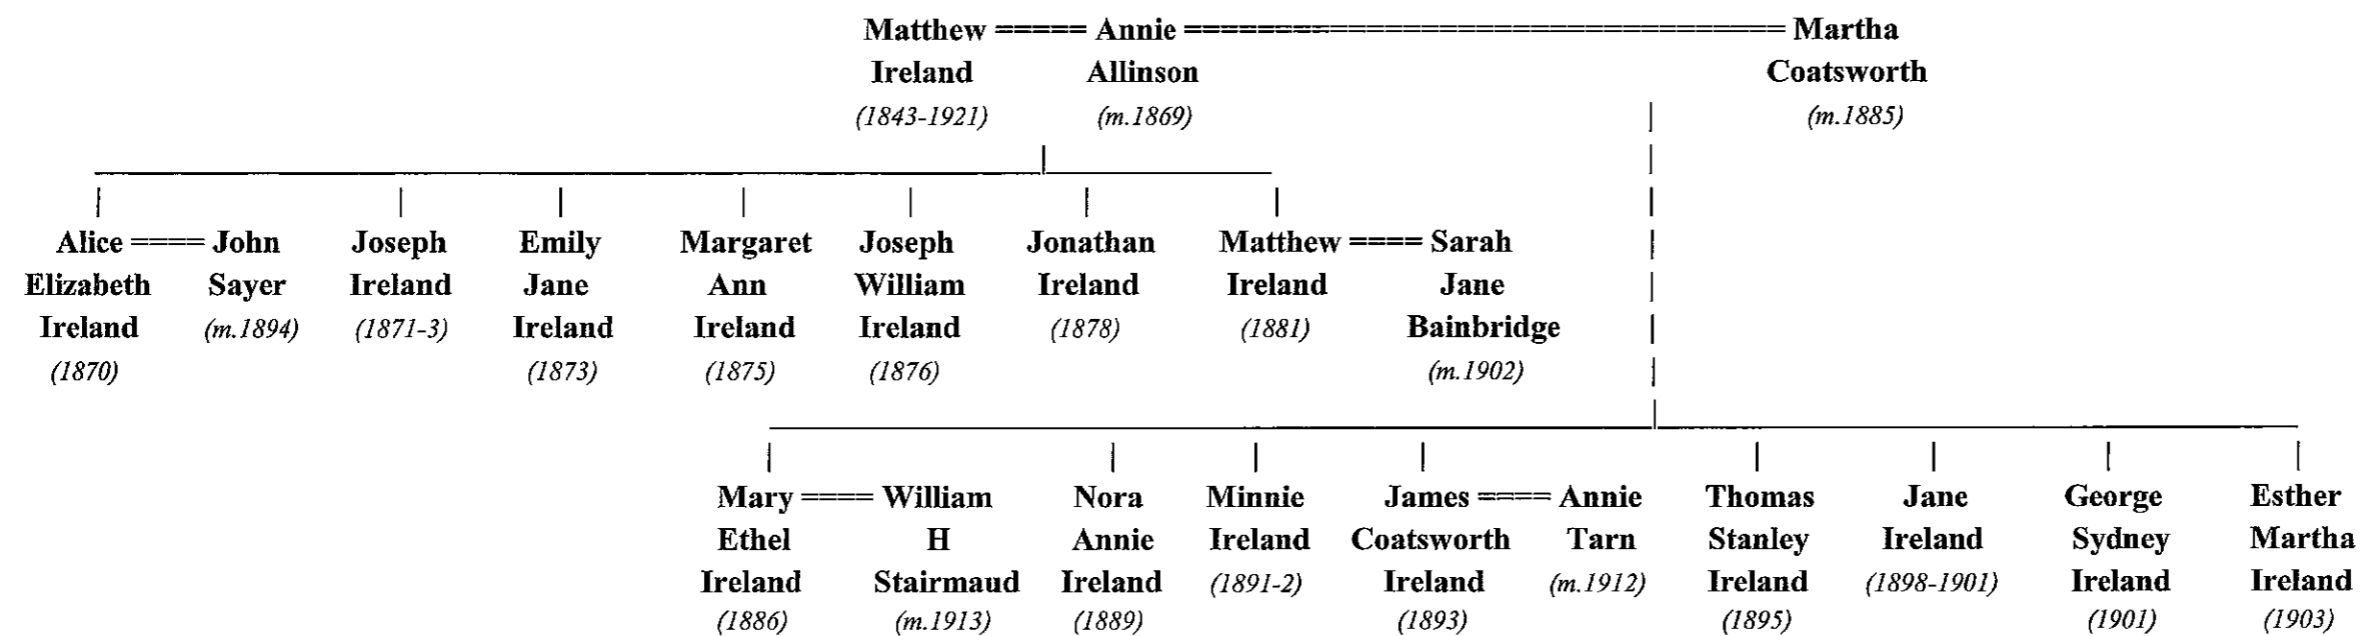 Matthew ===== Annie ================================= Martha
Ireland Allinson Coatsworth
(1843-1921) (m.1869) (m.1885)
Alice ==== John Joseph Emily Margaret Joseph Jonathan Matthew ==== Sarah
Elizabeth Sayer Ireland Jane Ann William Ireland Ireland Jane
Ireland (m.1894) (1871-3) Ireland Ireland Ireland (1878) (1881) Bainbridge
(1870) (1873) (1875) (1876) (m.1902)
Mary ==== William Nora Minnie James ==== Annie Thomas Jane George Esther
Ethel H Annie Ireland Coatsworth Tarn Stanley Ireland Sydney Martha
Ireland Stairmaud Ireland (1891-2) Ireland (m.1912) Ireland (1898-1901) Ireland Ireland
(1886) (m.1913) (1889) (1893) (1895) (1901) (1903)